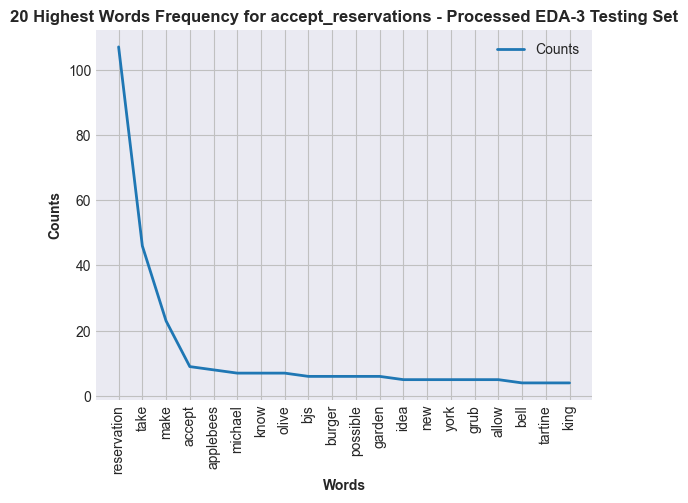 20 Highest Words Frequency for accept_reservations - Processed EDA-3 Testing Set
Counts
100
80
60
40
20
0
Counts
reservation
take
make
accept
applebees
michael
know
olive
bjs
burger
possible
garden
idea
new
york
grub
allow
bell
tartine
king
Words